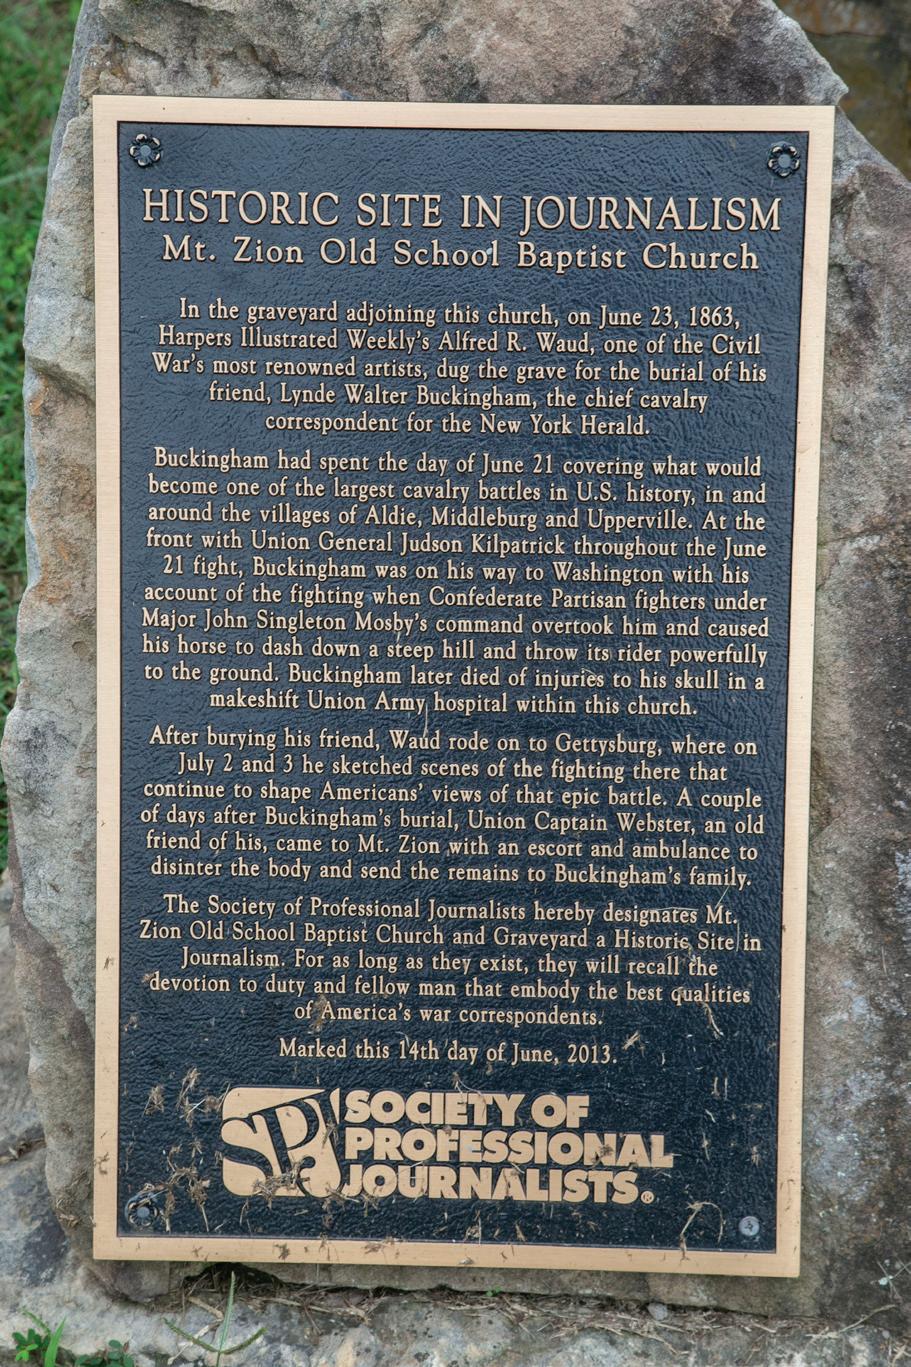 HISTORIC SITE IN JOURNALISM
Mt. Zion Old School Baptist Church
In the graveyard adjoining this church, on June 23, 1863,
Harpers Illustrated Weekly's Alfred R. Waud, one of the Civil
War's most renowned artists, dug the grave for the burial of his
friend, Lynde Walter Buckingham, the chief cavalry
correspondent for the New York Herald.
Buckingham had spent the day of June 21 covering what would
become one of the largest cavalry battles in U.S. history, in and
around the villages of Aldie, Middleburg and Upperville. At the
front with Union General Judson Kilpatrick throughout the June
21 fight, Buckingham was on his way to Washington with his
account of the fighting when Confederate Partisan fighters under
Major John Singleton Mosby's command overtook him and caused
his horse to dash down a steep hill and throw its rider powerfully
to the ground. Buckingham later died of injuries to his skull in a
makeshift Union Army hospital within this church.
After burying his friend, Waud rode on to Gettysburg, where on
July 2 and 3 he sketched scenes of the fighting there that
continue to shape Americans' views of that epic battle. A couple
of days after Buckingham's burial, Union Captain Webster, an old
friend of his, came to Mt. Zion with an escort and ambulance to
disinter the body and send the remains to Buckingham's family.
The Society of Professional Journalists hereby designates Mt.
Zion Old School Baptist Church and Graveyard a Historic Site in
Journalism. For as long as they exist, they will recall the
devotion to duty and fellow man that embody the best qualities
of America's war correspondents.
Marked this 14th day of June, 2013.
SPJ SOCIETY OF
PROFESSIONAL
JOURNALISTS®